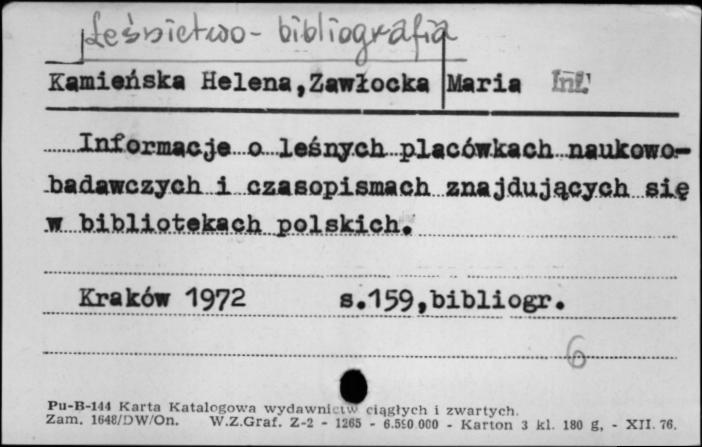 Leśnictwo - bibliografia
Kamieńska Helena, Zawłocka Maria Inf.
Informacje o leśnych placówkach naukowo-
badawczych i czasopismach znajdujących się
w bibliotekach polskich.
Kraków 1972 s.159,bibliogr.
6
Pu-B-144 Karta Katalogowa wydawnictw ciągłych i zwartych.
Zam. 1648/DW/On. W.Z.Graf. Z-2 - 1265 - 6.590.000 - Karton 3 kl. 180 g, - XII. 76.